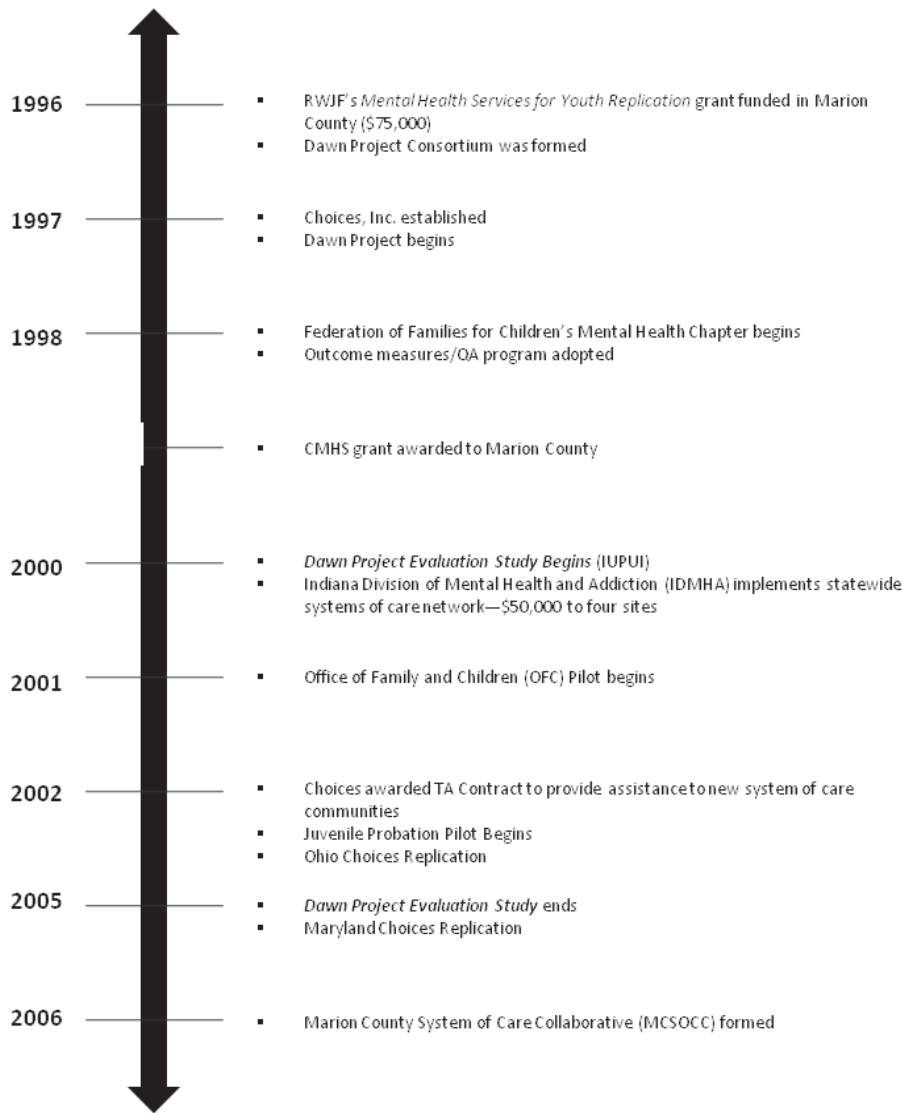 1996
RWJF's Mental Health Services for Youth Replication grant funded in Marion
County ($75,000)
Dawn Project Consortium was formed
1997
Choices, Inc. established
Dawn Project begins
1998
Federation of Families for Children's Mental Health Chapter begins
Outcome measures/QA program adopted
CMHS grant awarded to Marion County
2000
Dawn Project Evaluation Study Begins (IUPUI)
Indiana Division of Mental Health and Addiction (IDMHA) implements statewide
systems of care network—$50,000 to four sites
2001
Office of Family and Children (OFC) Pilot begins
2002
Choices awarded TA Contract to provide assistance to new system of care
communities
Juvenile Probation Pilot Begins
Ohio Choices Replication
2005
Dawn Project Evaluation Study ends
Maryland Choices Replication
2006
Marion County System of Care Collaborative (MCSOCC) formed